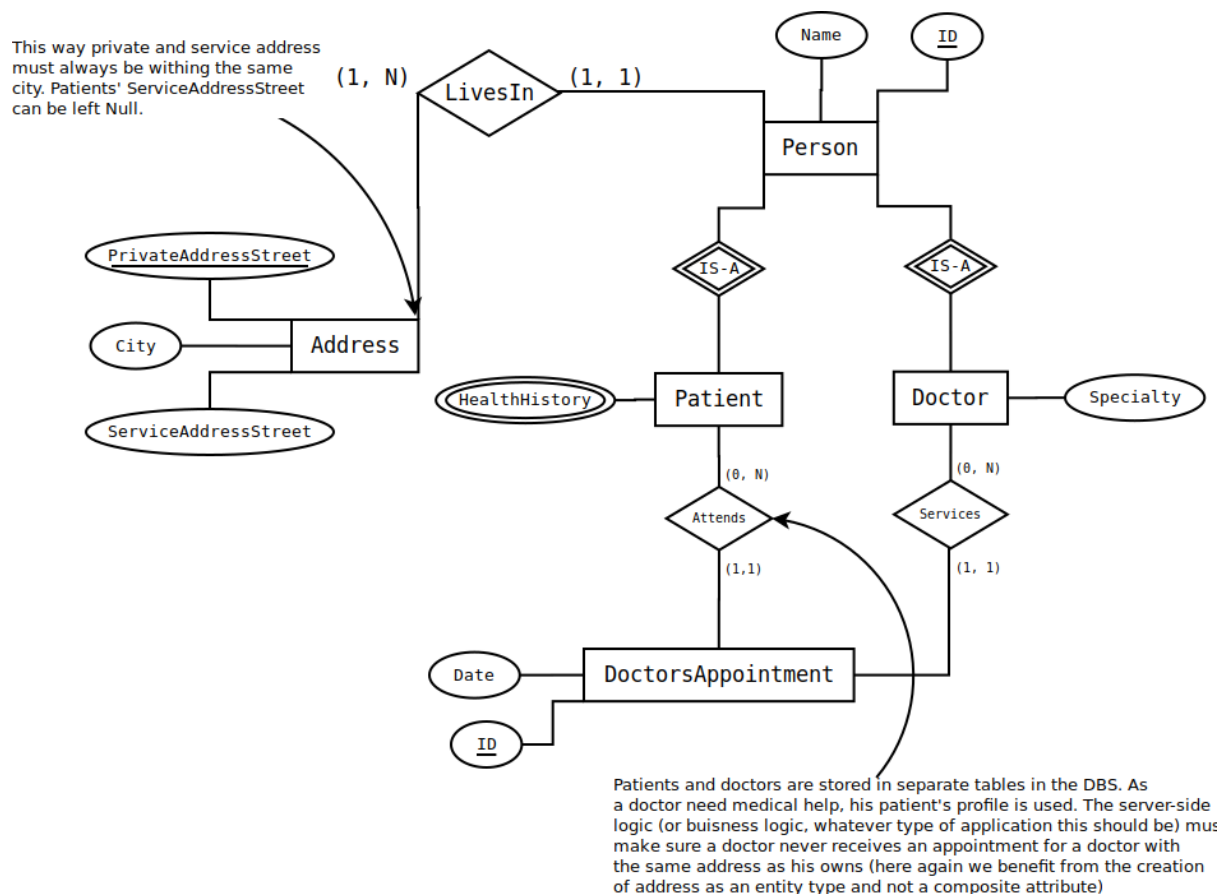 This way private and service address
must always be withing the same
city. Patients' ServiceAddressStreet
can be left Null.
(1, N)
LivesIn
(1, 1)
Name
ID
Person
IS-A
IS-A
PrivateAddressStreet
City
Address
ServiceAddressStreet
HealthHistory
Patient
Doctor
Specialty
(0, N)
(0, N)
Attends
Services
(1,1)
(1, 1)
Date
DoctorsAppointment
ID
Patients and doctors are stored in separate tables in the DBS. As
a doctor need medical help, his patient's profile is used. The server-side
logic (or buisness logic, whatever type of application this should be) mus
make sure a doctor never receives an appointment for a doctor with
the same address as his owns (here again we benefit from the creation
of address as an entity type and not a composite attribute)